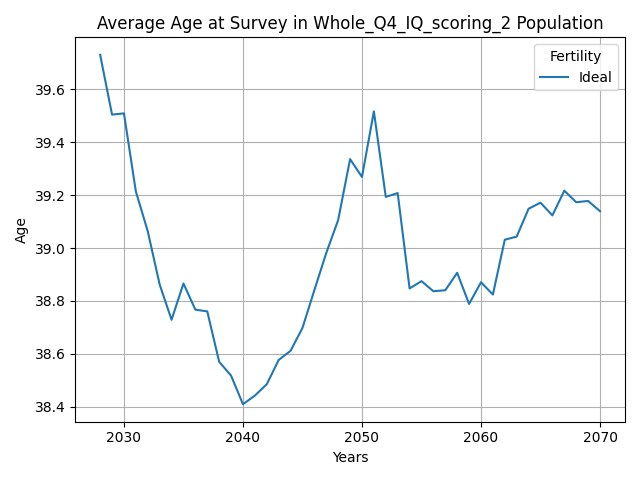 Average Age at Survey in Whole_Q4_IQ_scoring_2 Population
Fertility
Ideal
39.6
39.4
39.2
39.0
38.8
38.6
38.4
Age
2030
2040
2050
2060
2070
Years